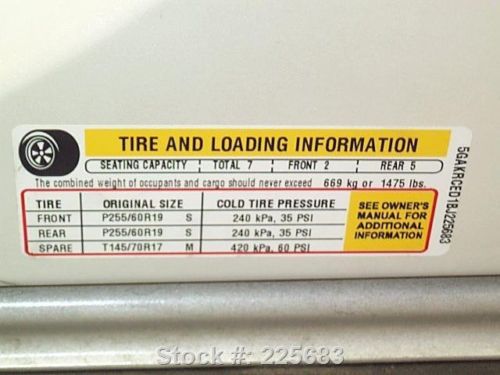 TIRE AND LOADING INFORMATION
SEATING CAPACITY TOTAL 7 FRONT 2 REAR 5
The combined weight of occupants and cargo should never exceed 669 kg or 1475 lbs.
TIRE ORIGINAL SIZE COLD TIRE PRESSURE
FRONT P255/60R19 S 240 kPa, 35 PSI
REAR P255/60R19 S 240 kPa, 35 PSI
SPARE T145/70R17 M 420 kPa, 60 PSI
SEE OWNER'S
MANUAL FOR
ADDITIONAL
INFORMATION
5GAKRCED1BJ225683
Stock #: 225683